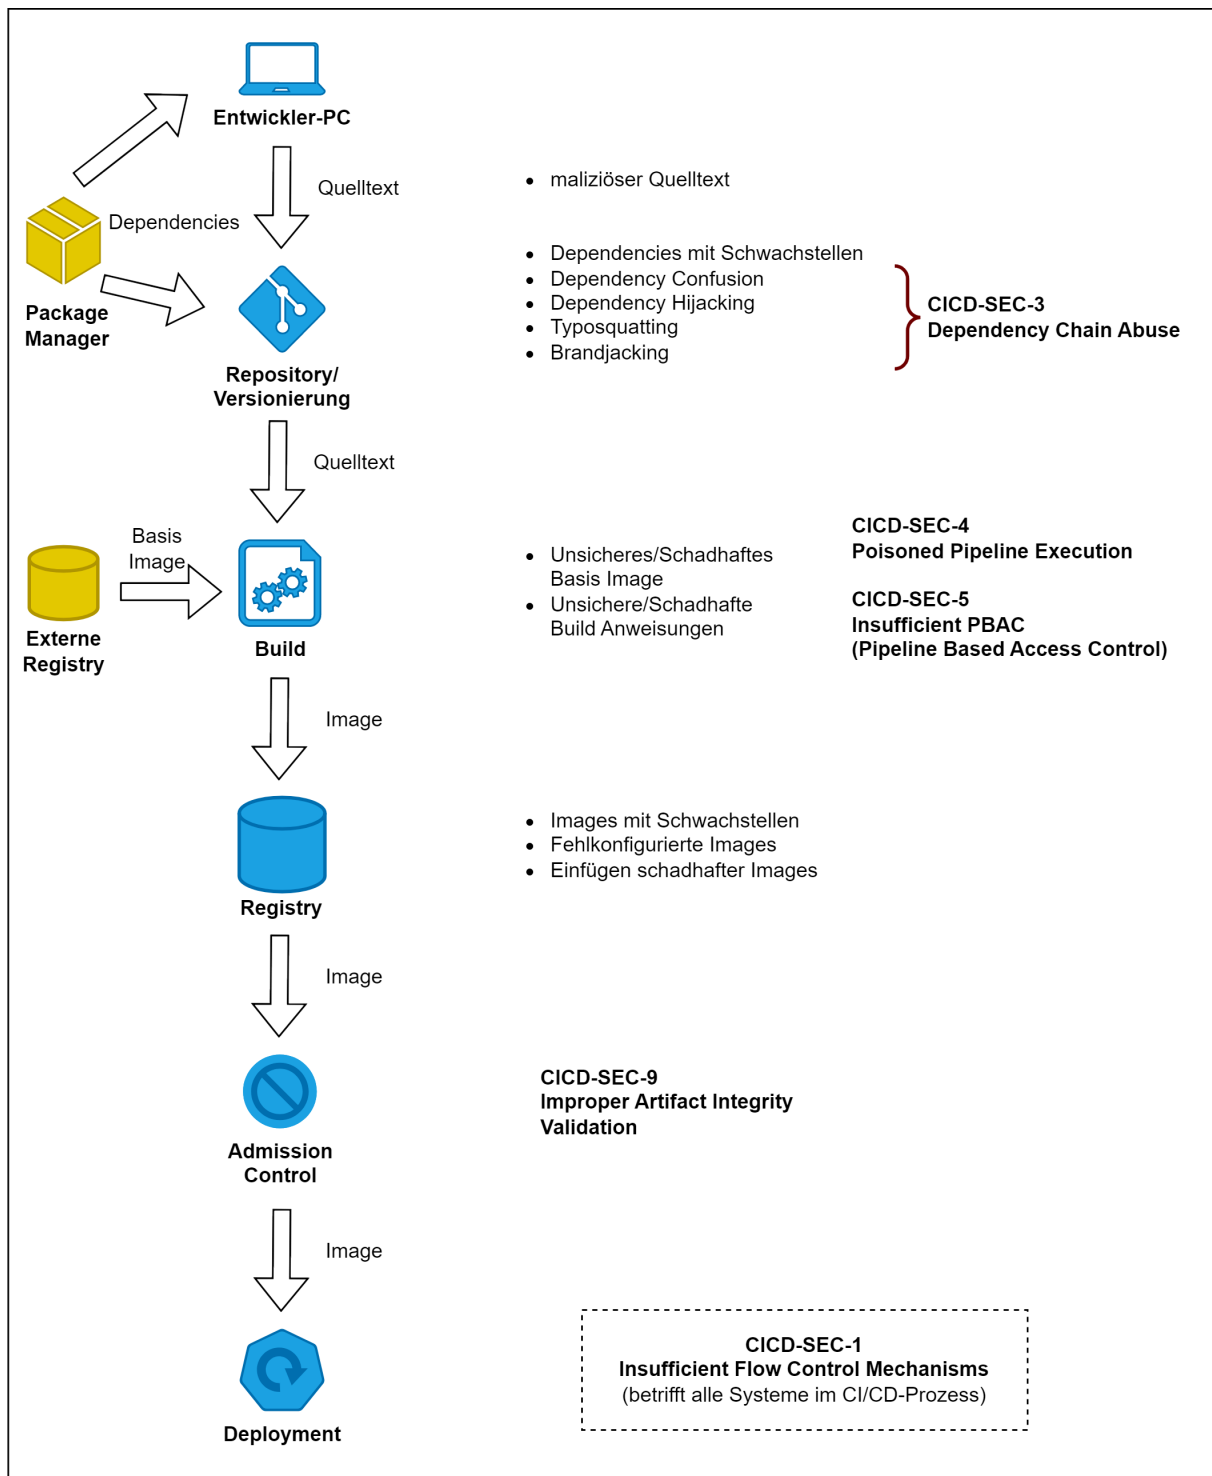 Entwickler-PC
Quelltext
• maliziöser Quelltext
Dependencies
Package
Manager
• Dependencies mit Schwachstellen
• Dependency Confusion
• Dependency Hijacking
• Typosquatting
• Brandjacking
CICD-SEC-3
Dependency Chain Abuse
Repository/
Versionierung
Quelltext
Basis
Image
Externe
Registry
Build
• Unsicheres/Schadhaftes
Basis Image
• Unsichere/Schadhafte
Build Anweisungen
CICD-SEC-4
Poisoned Pipeline Execution
CICD-SEC-5
Insufficient PBAC
(Pipeline Based Access Control)
Image
Registry
• Images mit Schwachstellen
• Fehlkonfigurierte Images
• Einfügen schadhafter Images
Image
Admission
Control
CICD-SEC-9
Improper Artifact Integrity
Validation
Image
Deployment
CICD-SEC-1
Insufficient Flow Control Mechanisms
(betrifft alle Systeme im CI/CD-Prozess)